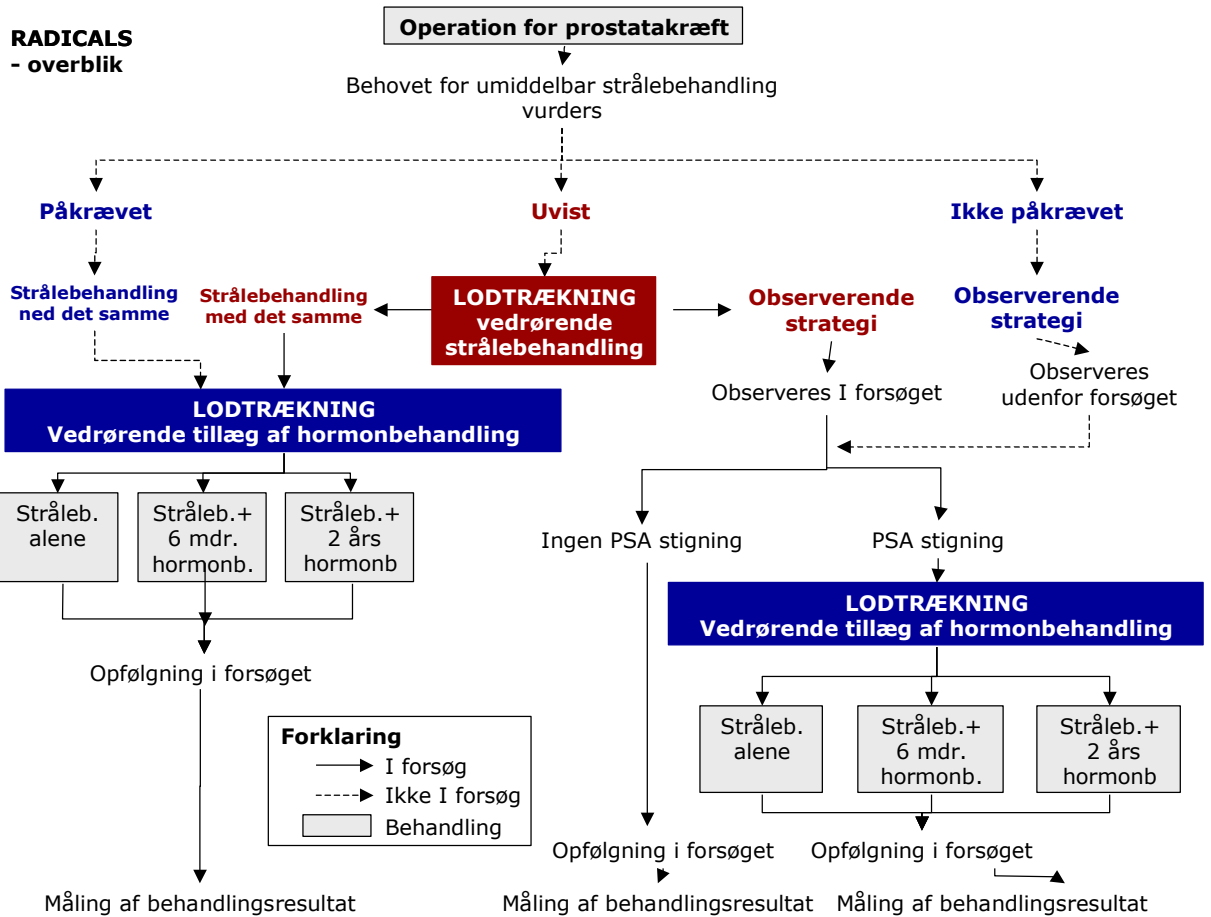 RADICALS
- overblik
Operation for prostatakræft
Behovet for umiddelbar strålebehandling
vurders
Påkrævet
Uvist
Ikke påkrævet
Strålebehandling
ned det samme
Strålebehandling
med det samme
LODTRÆKNING
vedrørende
strålebehandling
Observerende
strategi
Observerende
strategi
Observeres I forsøget
Observeres
udenfor forsøget
LODTRÆKNING
Vedrørende tillæg af hormonbehandling
Stråleb.
alene
Stråleb.+
6 mdr.
hormonb.
Stråleb.+
2 års
hormonb
Ingen PSA stigning
PSA stigning
LODTRÆKNING
Vedrørende tillæg af hormonbehandling
Opfølgning i forsøget
Stråleb.
alene
Stråleb.+
6 mdr.
hormonb.
Stråleb.+
2 års
hormonb
Forklaring
I forsøg
Ikke I forsøg
Behandling
Opfølgning i forsøget
Opfølgning i forsøget
Måling af behandlingsresultat
Måling af behandlingsresultat
Måling af behandlingsresultat